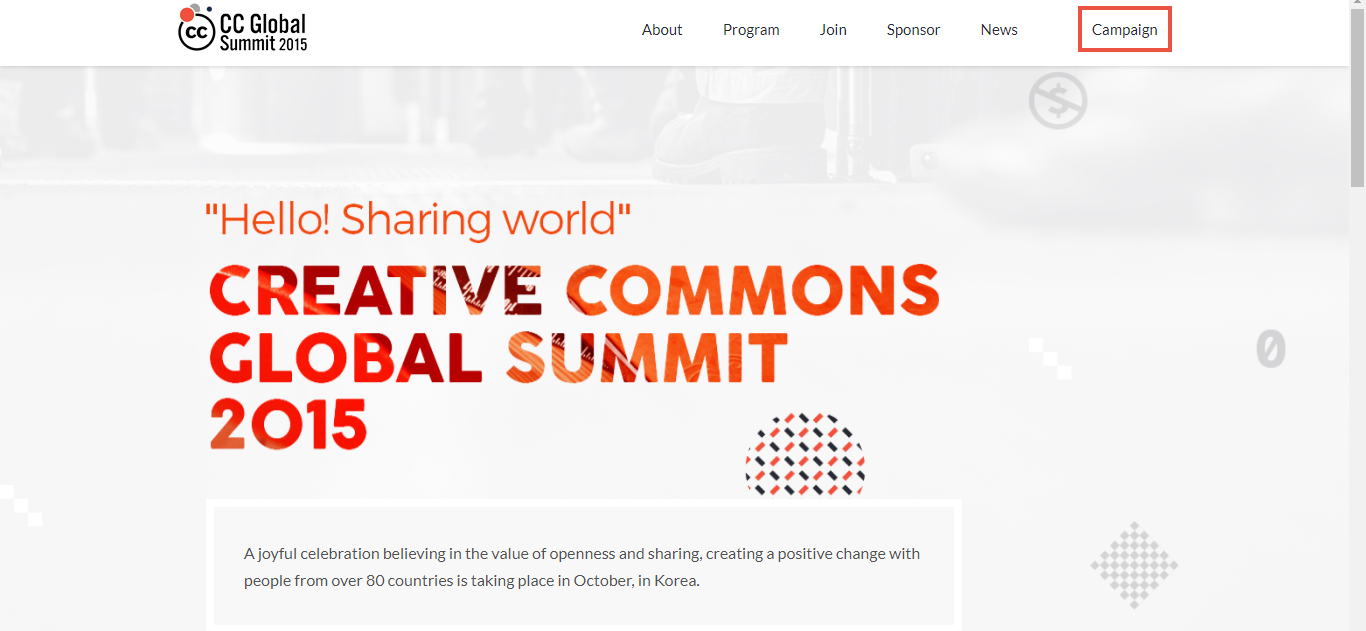 CC Global
Summit 2015
About Program Join Sponsor News Campaign
"Hello! Sharing world"
CREATIVE COMMONS
GLOBAL SUMMIT
2015
A joyful celebration believing in the value of openness and sharing, creating a positive change with
people from over 80 countries is taking place in October, in Korea.
cc
$
0